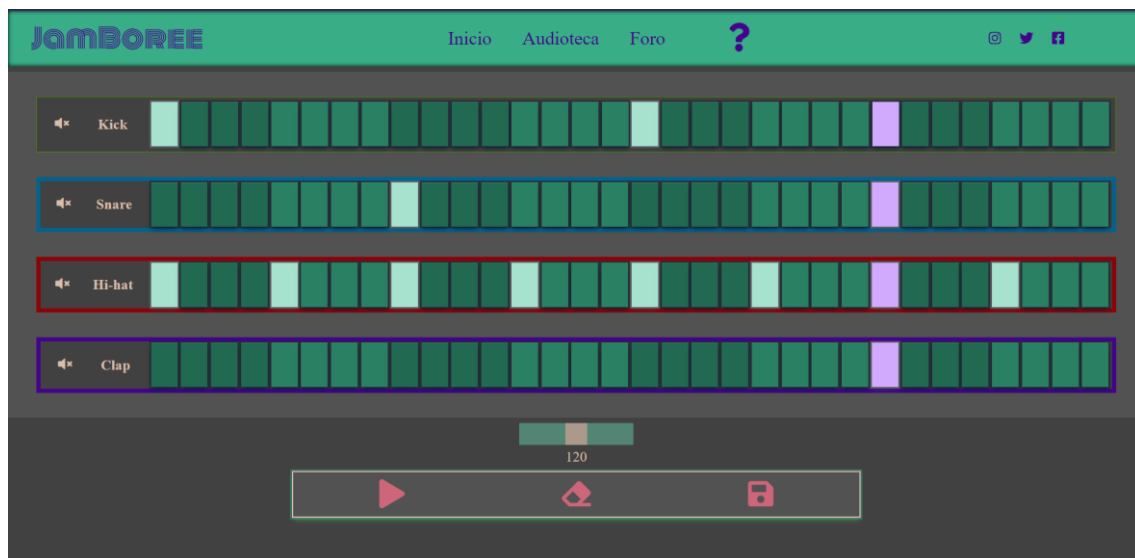 JamBoree
Inicio Audioteca Foro ?
Kick
Snare
Hi-hat
Clap
120